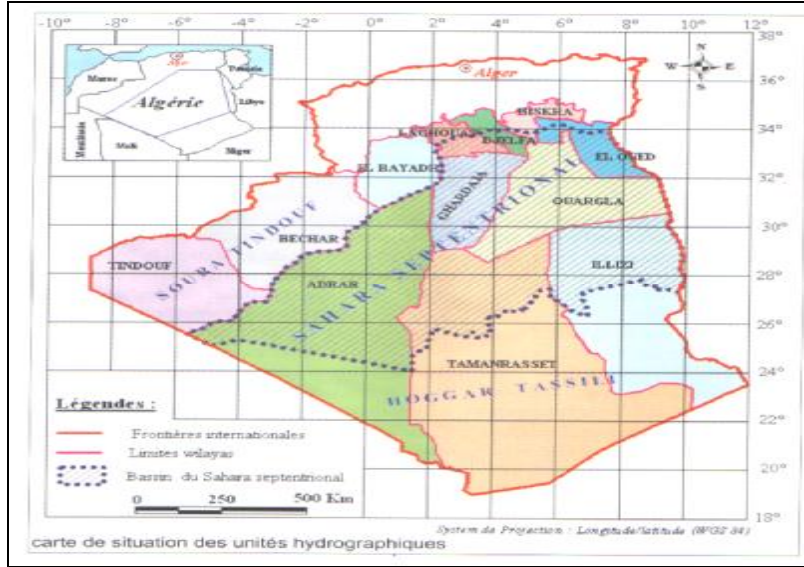 -10° -8° -6° -4° -2° 0° 2° 4° 6° 8° 10° 12°
38°
36°
34°
32°
30°
28°
26°
24°
22°
20°
18°
N
W E
S
Alger
Maroc
Algérie
Libye
Mali
Niger
Alger
BISKRA
LAGHOUAT
DJELFA
EL OUED
EL BAYADH
GHARDAIA
OUARGLA
BECHAR
TINDOUF
ADRAR
ILLIZI
TAMANRASSET
SOURA TINDOUF
SAHARA SEPTENTRIONAL
HOGGAR TASSILI
Légendes :
Frontières internationales
Limites wilayas
Bassin du Sahara septentrional
0 250 500 Km
System de Projection : Longitude/latitude (WGS 84)
carte de situation des unités hydrographiques